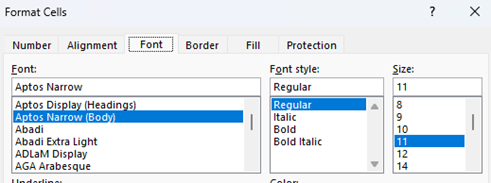 Format Cells ?
Number Alignment Font Border Fill Protection
Font: Font style: Size:
Aptos Narrow Regular 11
Aptos Display (Headings) Regular 8
Aptos Narrow (Body) Italic 9
Abadi Bold 10
Abadi Extra Light Bold Italic 11
ADLaM Display 12
AGA Arabesque 14
Underline: Color: